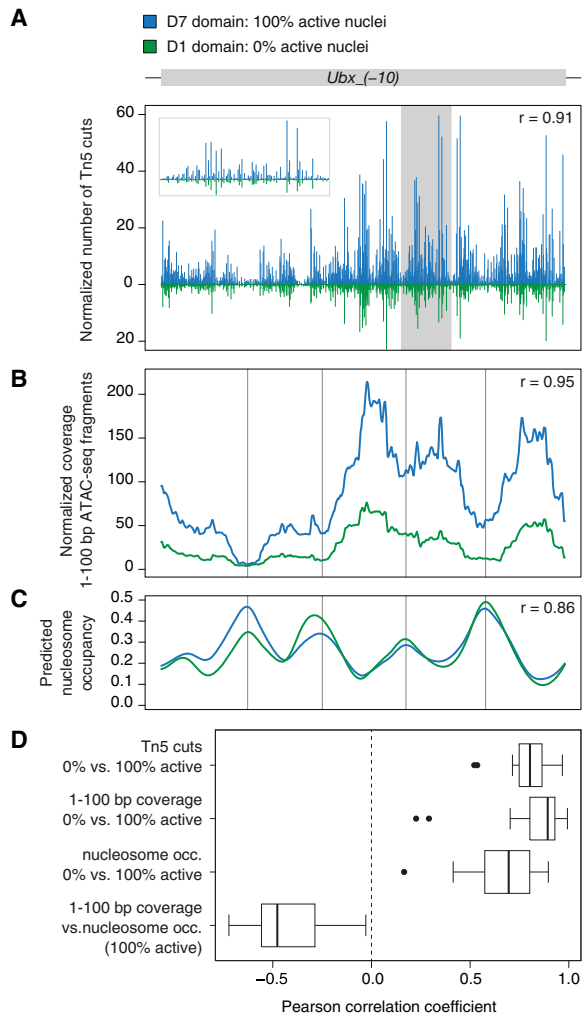 A
D7 domain: 100% active nuclei
D1 domain: 0% active nuclei
Ubx_(-10)
Normalized number of Tn5 cuts
60
40
20
0
20
r = 0.91
B
Normalized coverage
1-100 bp ATAC-seq fragments
200
150
100
50
0
r = 0.95
C
Predicted
nucleosome
occupancy
0.5
0.4
0.3
0.2
0.1
0.0
r = 0.86
D
Tn5 cuts
0% vs. 100% active
1-100 bp coverage
0% vs. 100% active
nucleosome occ.
0% vs. 100% active
1-100 bp coverage
vs.nucleosome occ.
(100% active)
−0.5
0.0
0.5
1.0
Pearson correlation coefficient